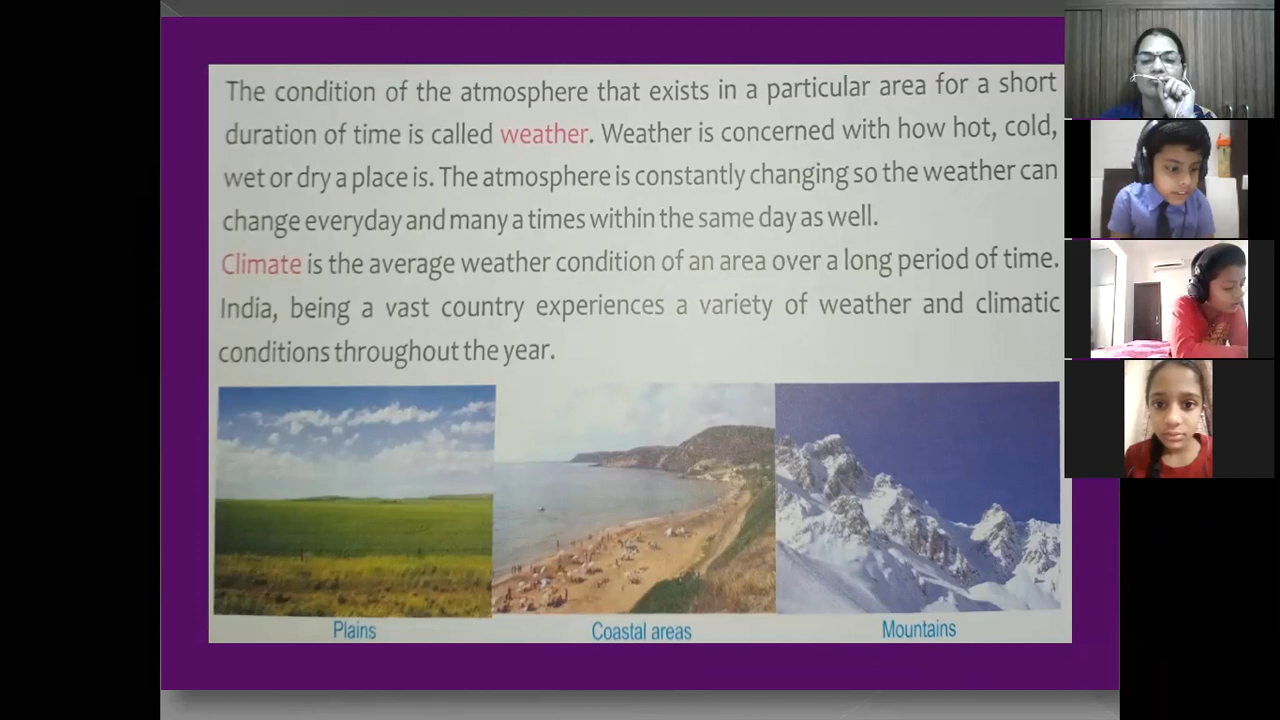 The condition of the atmosphere that exists in a particular area for a short
duration of time is called weather. Weather is concerned with how hot, cold,
wet or dry a place is. The atmosphere is constantly changing so the weather can
change everyday and many a times within the same day as well.
Climate is the average weather condition of an area over a long period of time.
India, being a vast country experiences a variety of weather and climatic
conditions throughout the year.
Plains
Coastal areas
Mountains